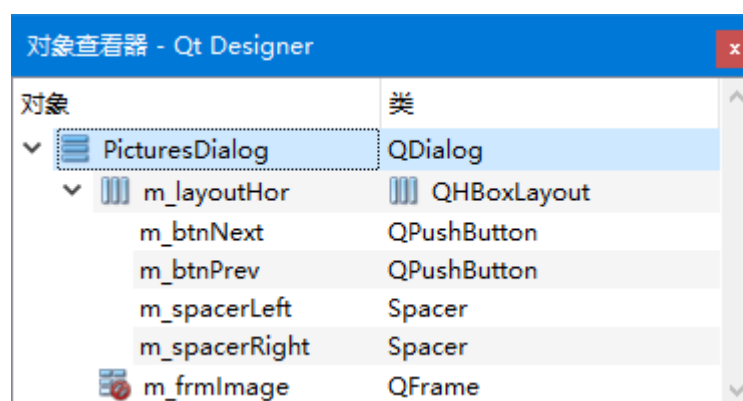 对象查看器 - Qt Designer x
对象 类
PicturesDialog QDialog
m_layoutHor QHBoxLayout
m_btnNext QPushButton
m_btnPrev QPushButton
m_spacerLeft Spacer
m_spacerRight Spacer
m_frmImage QFrame